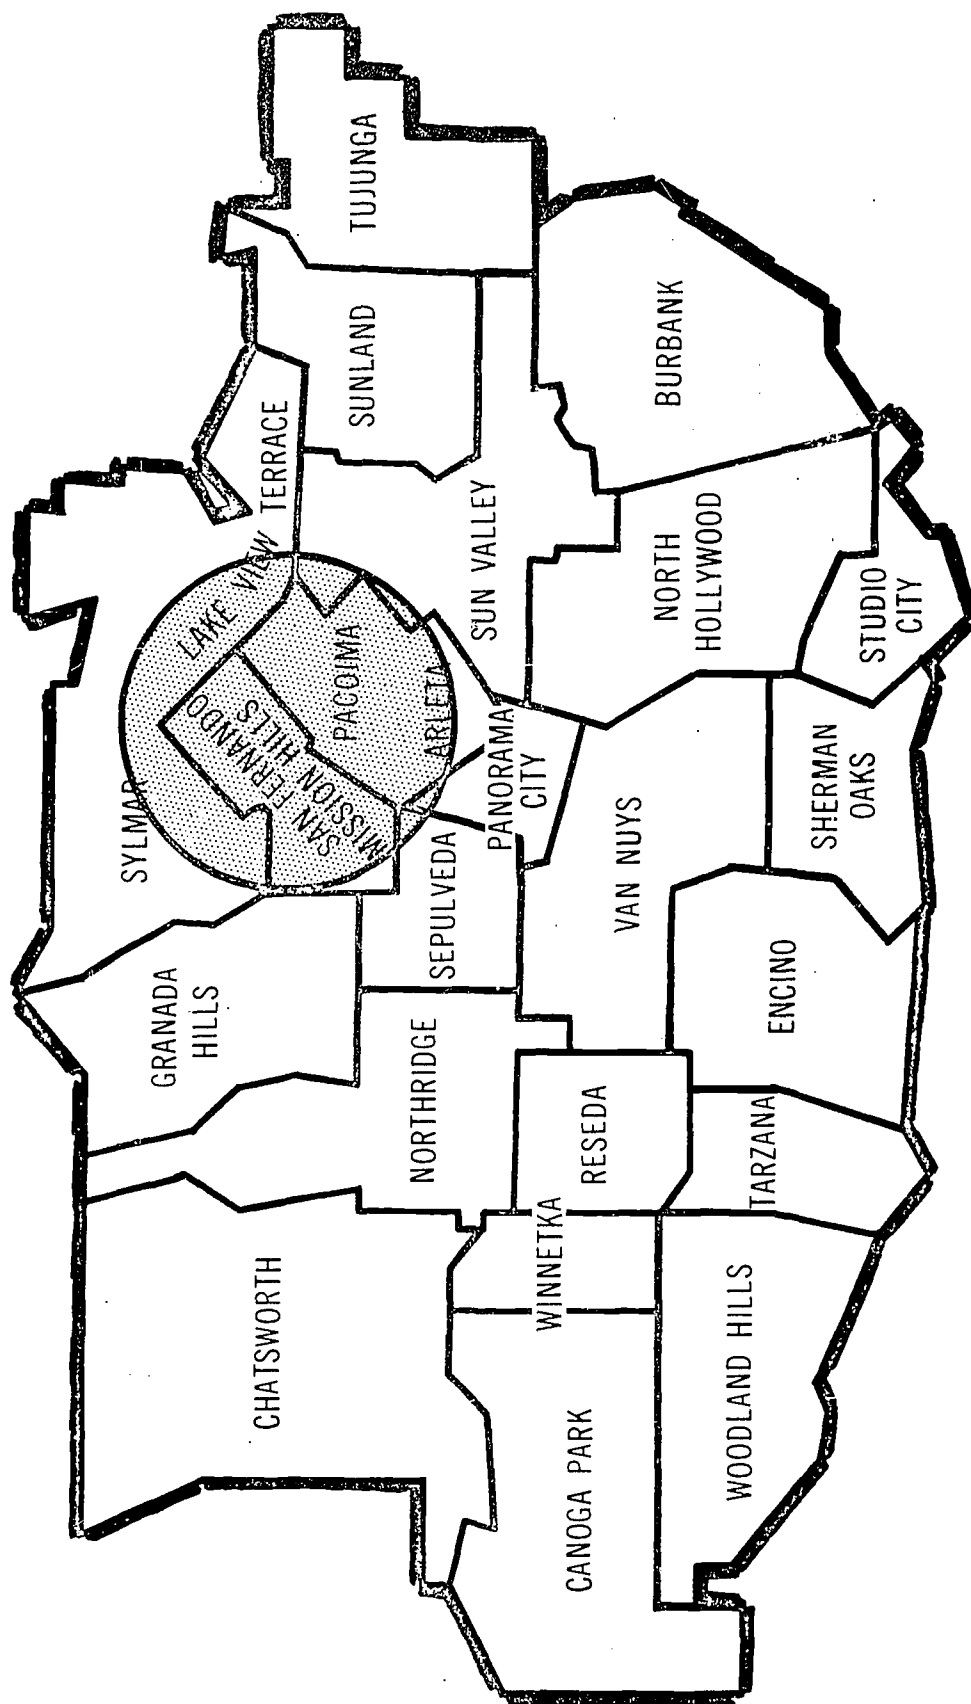 SYLMAR
GRANADA
HILLS
CHATSWORTH
LAKE VIEW TERRACE
SAN FERNANDO
MISSION HILLS
PACOIMA
ARLETA
SUNLAND
TUJUNGA
SEPULVEDA
NORTHRIDGE
PANORAMA
CITY
SUN VALLEY
WINNETKA
RESEDA
CANOGA PARK
VAN NUYS
NORTH
HOLLYWOOD
BURBANK
WOODLAND HILLS
TARZANA
ENCINO
SHERMAN
OAKS
STUDIO
CITY